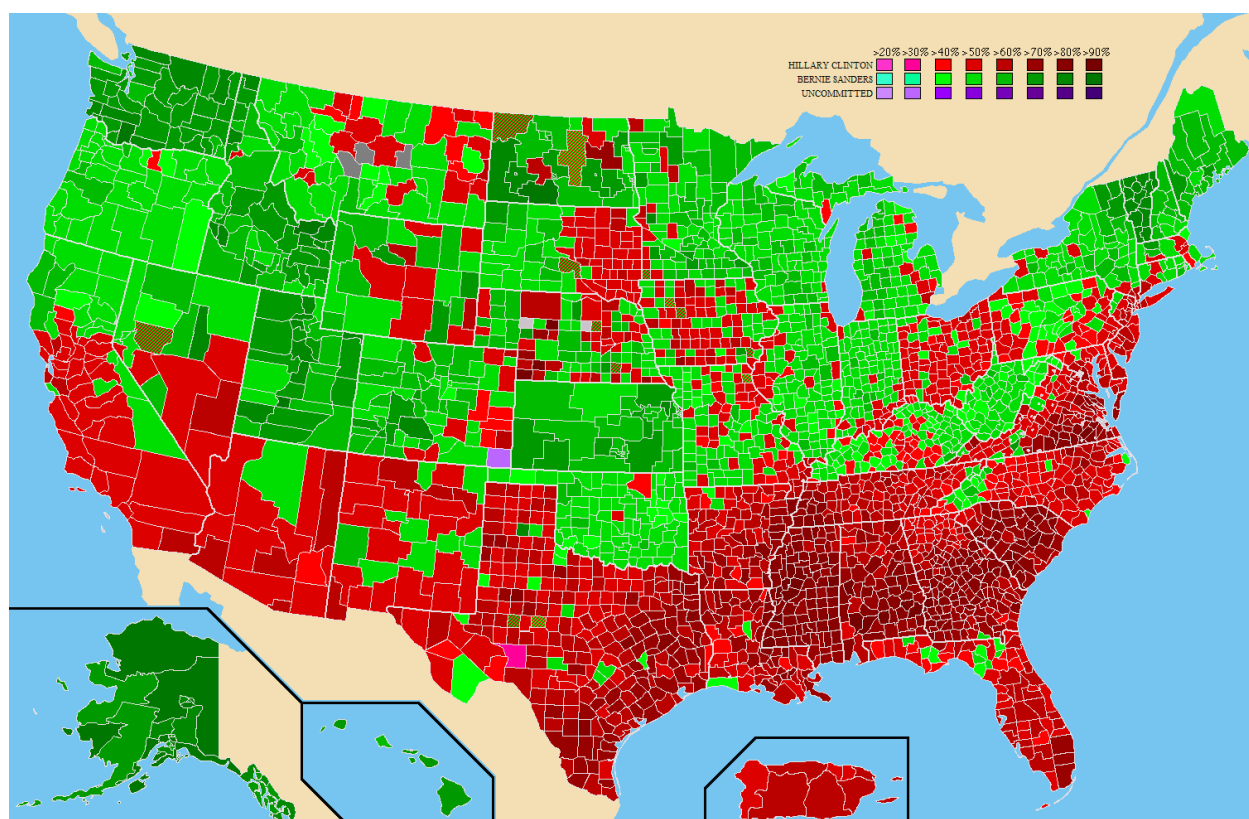 >20% >30% >40% >50% >60% >70% >80% >90%
HILLARY CLINTON
BERNIE SANDERS
UNCOMMITTED